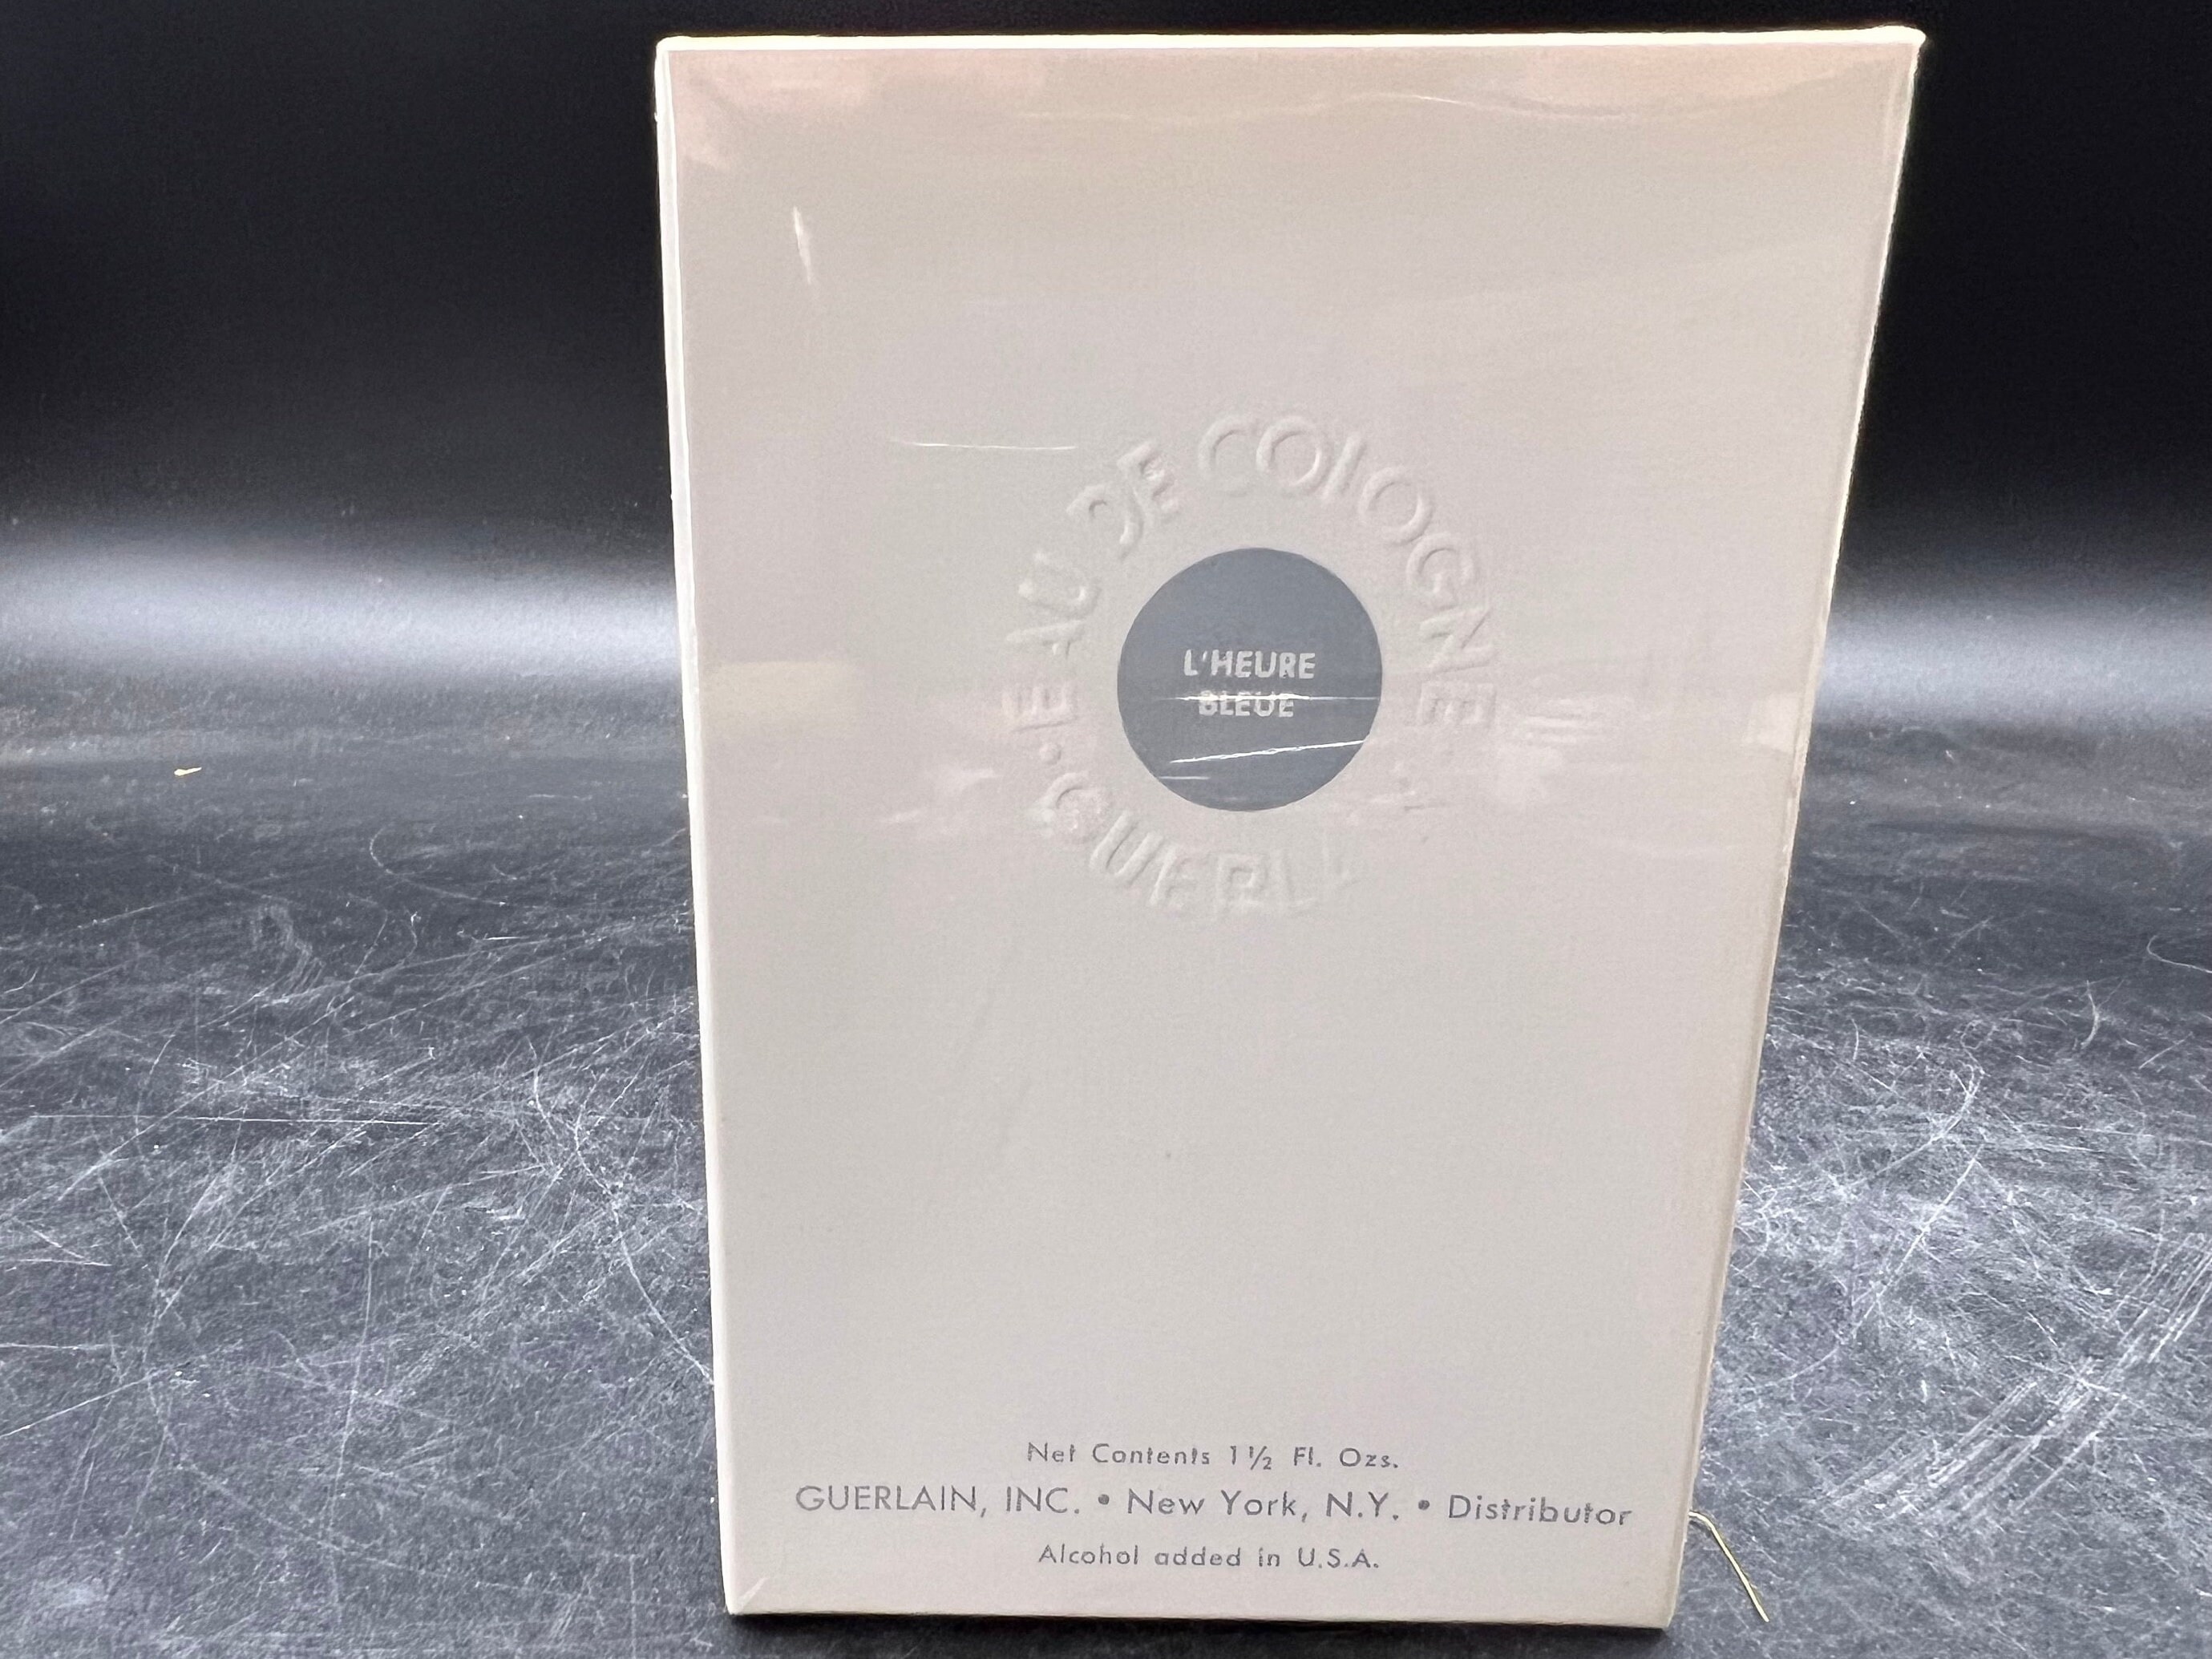 EAU DE COLOGNE
L'HEURE
BLEUE
Net Contents 1½ Fl. Ozs.
GUERLAIN, INC. • New York, N.Y. • Distributor
Alcohol added in U.S.A.